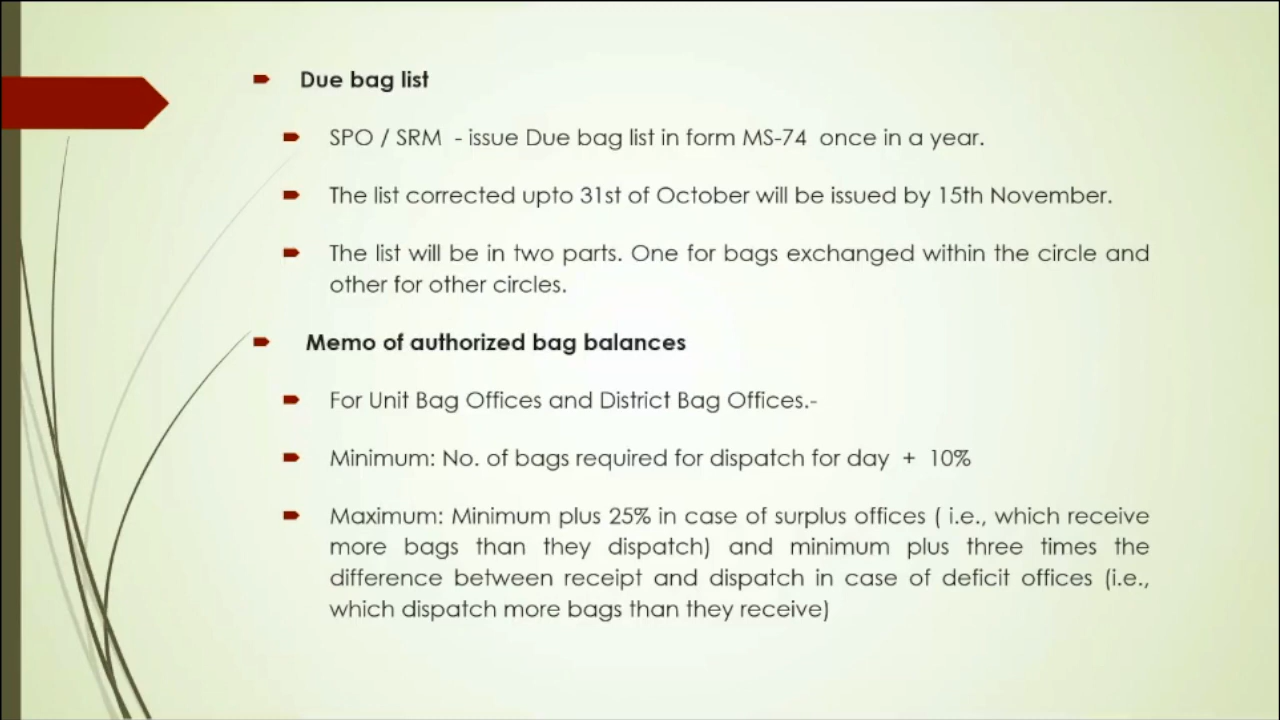 Due bag list
SPO / SRM - issue Due bag list in form MS-74 once in a year.
The list corrected upto 31st of October will be issued by 15th November.
The list will be in two parts. One for bags exchanged within the circle and
other for other circles.
Memo of authorized bag balances
For Unit Bag Offices and District Bag Offices.-
Minimum: No. of bags required for dispatch for day + 10%
Maximum: Minimum plus 25% in case of surplus offices ( i.e., which receive
more bags than they dispatch) and minimum plus three times the
difference between receipt and dispatch in case of deficit offices (i.e.,
which dispatch more bags than they receive)